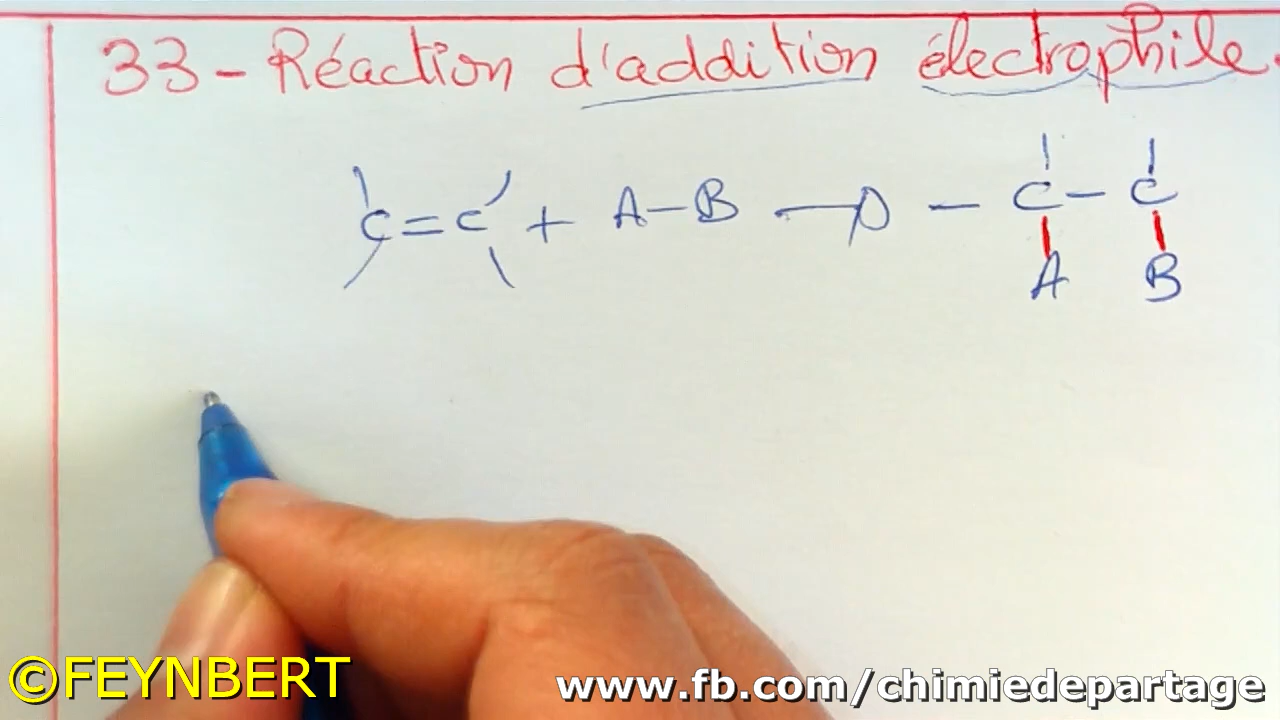 33 - Réaction d'addition électrophile.
C = C + A - B → - C - C
A B
©FEYNBERT
www.fb.com/chimiedepartage